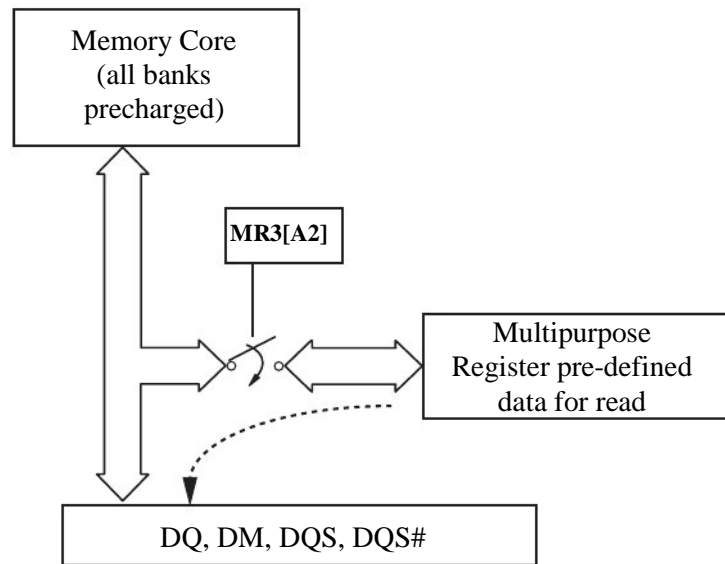 Memory Core
(all banks
precharged)
MR3[A2]
Multipurpose
Register pre-defined
data for read
DQ, DM, DQS, DQS#